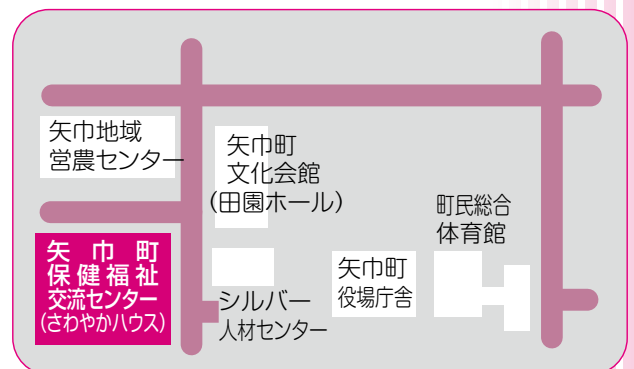 矢巾地域
営農センター
矢巾町
文化会館
(田園ホール)
町民総合
体育館
矢巾町
保健福祉
交流センター
(さわやかハウス)
シルバー
人材センター
矢巾町
役場庁舎